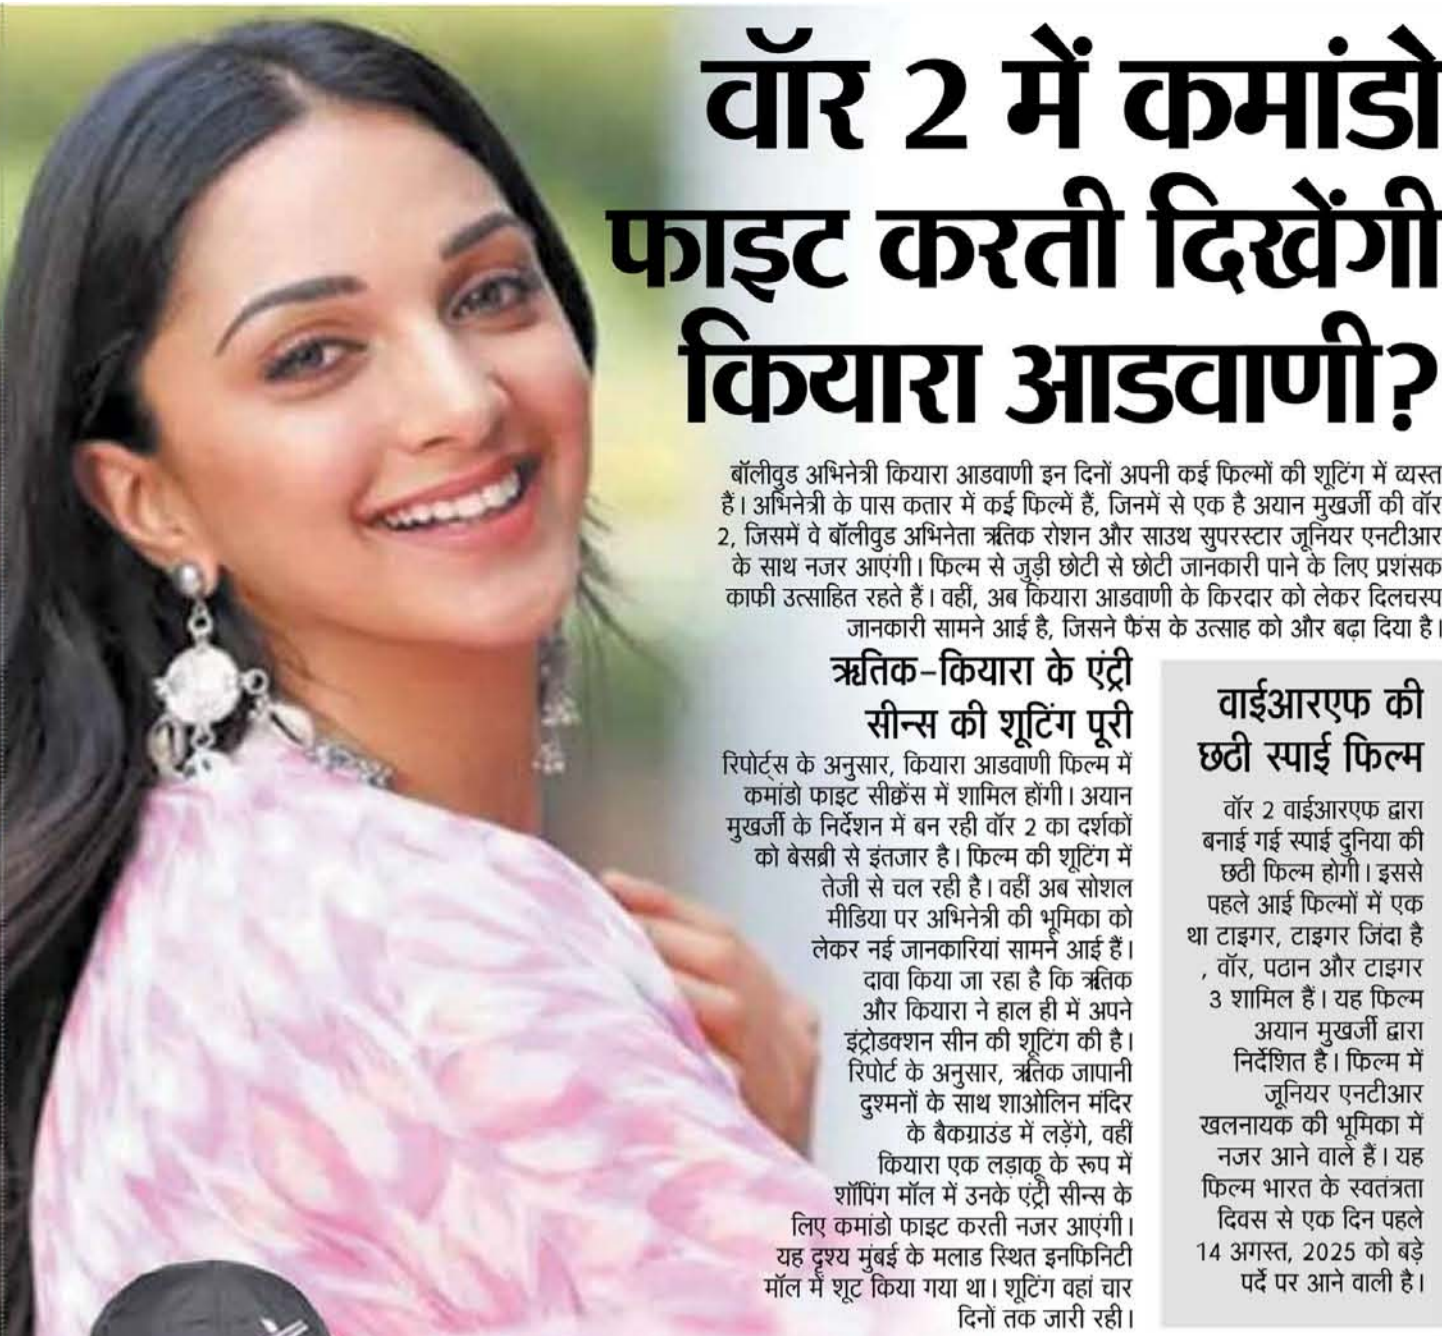 वॉर 2 में कमांडो
फाइट करती दिखेंगी
कियारा आडवाणी?
बॉलीवुड अभिनेत्री कियारा आडवाणी इन दिनों अपनी कई फिल्मों की शूटिंग में व्यस्त
हैं। अभिनेत्री के पास कतार में कई फिल्में हैं, जिनमें से एक है अयान मुखर्जी की वॉर
2, जिसमें वे बॉलीवुड अभिनेता ऋतिक रोशन और साउथ सुपरस्टार जूनियर एनटीआर
के साथ नजर आएंगी। फिल्म से जुड़ी छोटी से छोटी जानकारी पाने के लिए प्रशंसक
काफी उत्साहित रहते हैं। वहीं, अब कियारा आडवाणी के किरदार को लेकर दिलचस्प
जानकारी सामने आई है, जिसने फैंस के उत्साह को और बढ़ा दिया है।
ऋतिक-कियारा के एंट्री
सीन्स की शूटिंग पूरी
रिपोर्ट्स के अनुसार, कियारा आडवाणी फिल्म में
कमांडो फाइट सीक्वेंस में शामिल होंगी। अयान
मुखर्जी के निर्देशन में बन रही वॉर 2 का दर्शकों
को बेसब्री से इंतजार है। फिल्म की शूटिंग में
तेजी से चल रही है। वहीं अब सोशल
मीडिया पर अभिनेत्री की भूमिका को
लेकर नई जानकारियां सामने आई हैं।
दावा किया जा रहा है कि ऋतिक
और कियारा ने हाल ही में अपने
इंट्रोडक्शन सीन की शूटिंग की है।
रिपोर्ट के अनुसार, ऋतिक जापानी
दुश्मनों के साथ शाओलिन मंदिर
के बैकग्राउंड में लड़ेंगे, वहीं
कियारा एक लड़ाकू के रूप में
शॉपिंग मॉल में उनके एंट्री सीन्स के
लिए कमांडो फाइट करती नजर आएंगी।
यह दृश्य मुंबई के मलाड स्थित इनफिनिटी
मॉल में शूट किया गया था। शूटिंग वहां चार
दिनों तक जारी रही।
वाईआरएफ की
छठी स्पाई फिल्म
वॉर 2 वाईआरएफ द्वारा
बनाई गई स्पाई दुनिया की
छठी फिल्म होगी। इससे
पहले आई फिल्मों में एक
था टाइगर, टाइगर जिंदा है
, वॉर, पठान और टाइगर
3 शामिल हैं। यह फिल्म
अयान मुखर्जी द्वारा
निर्देशित है। फिल्म में
जूनियर एनटीआर
खलनायक की भूमिका में
नजर आने वाले हैं। यह
फिल्म भारत के स्वतंत्रता
दिवस से एक दिन पहले
14 अगस्त, 2025 को बड़े
पर्दे पर आने वाली है।